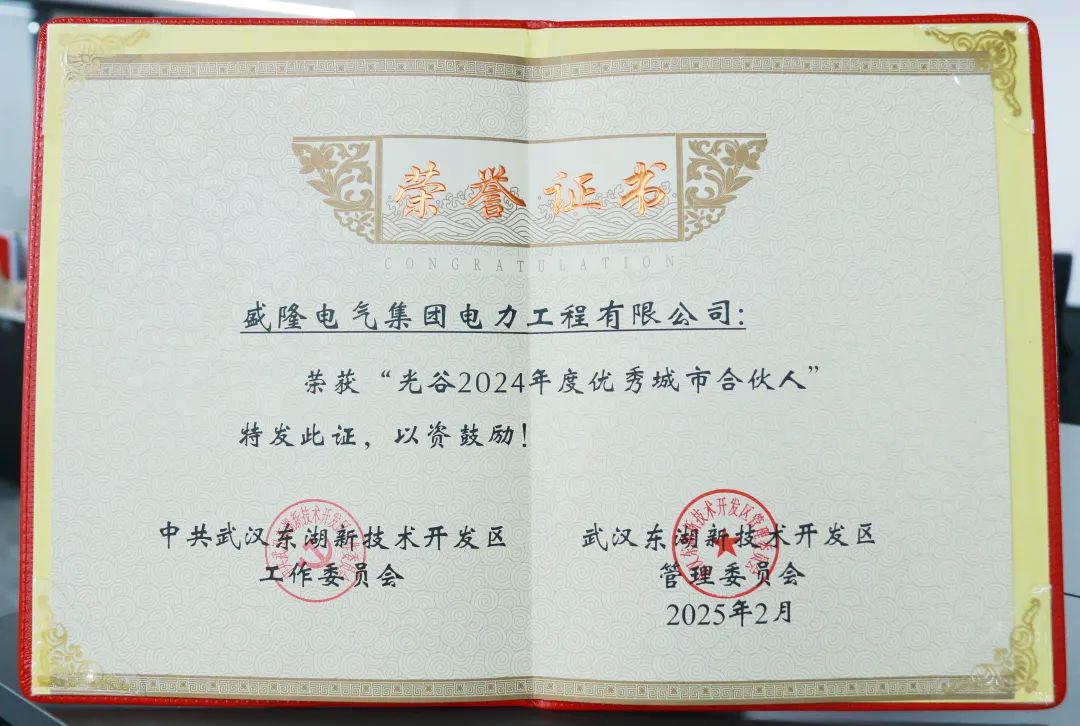 荣誉证书
CONGRATULATION
盛隆电气集团电力工程有限公司:
荣获“光谷2024年度优秀城市合伙人”
特发此证，以资鼓励!
中共武汉东湖新技术开发区
工作委员会
武汉东湖新技术开发区
管理委员会
2025年2月